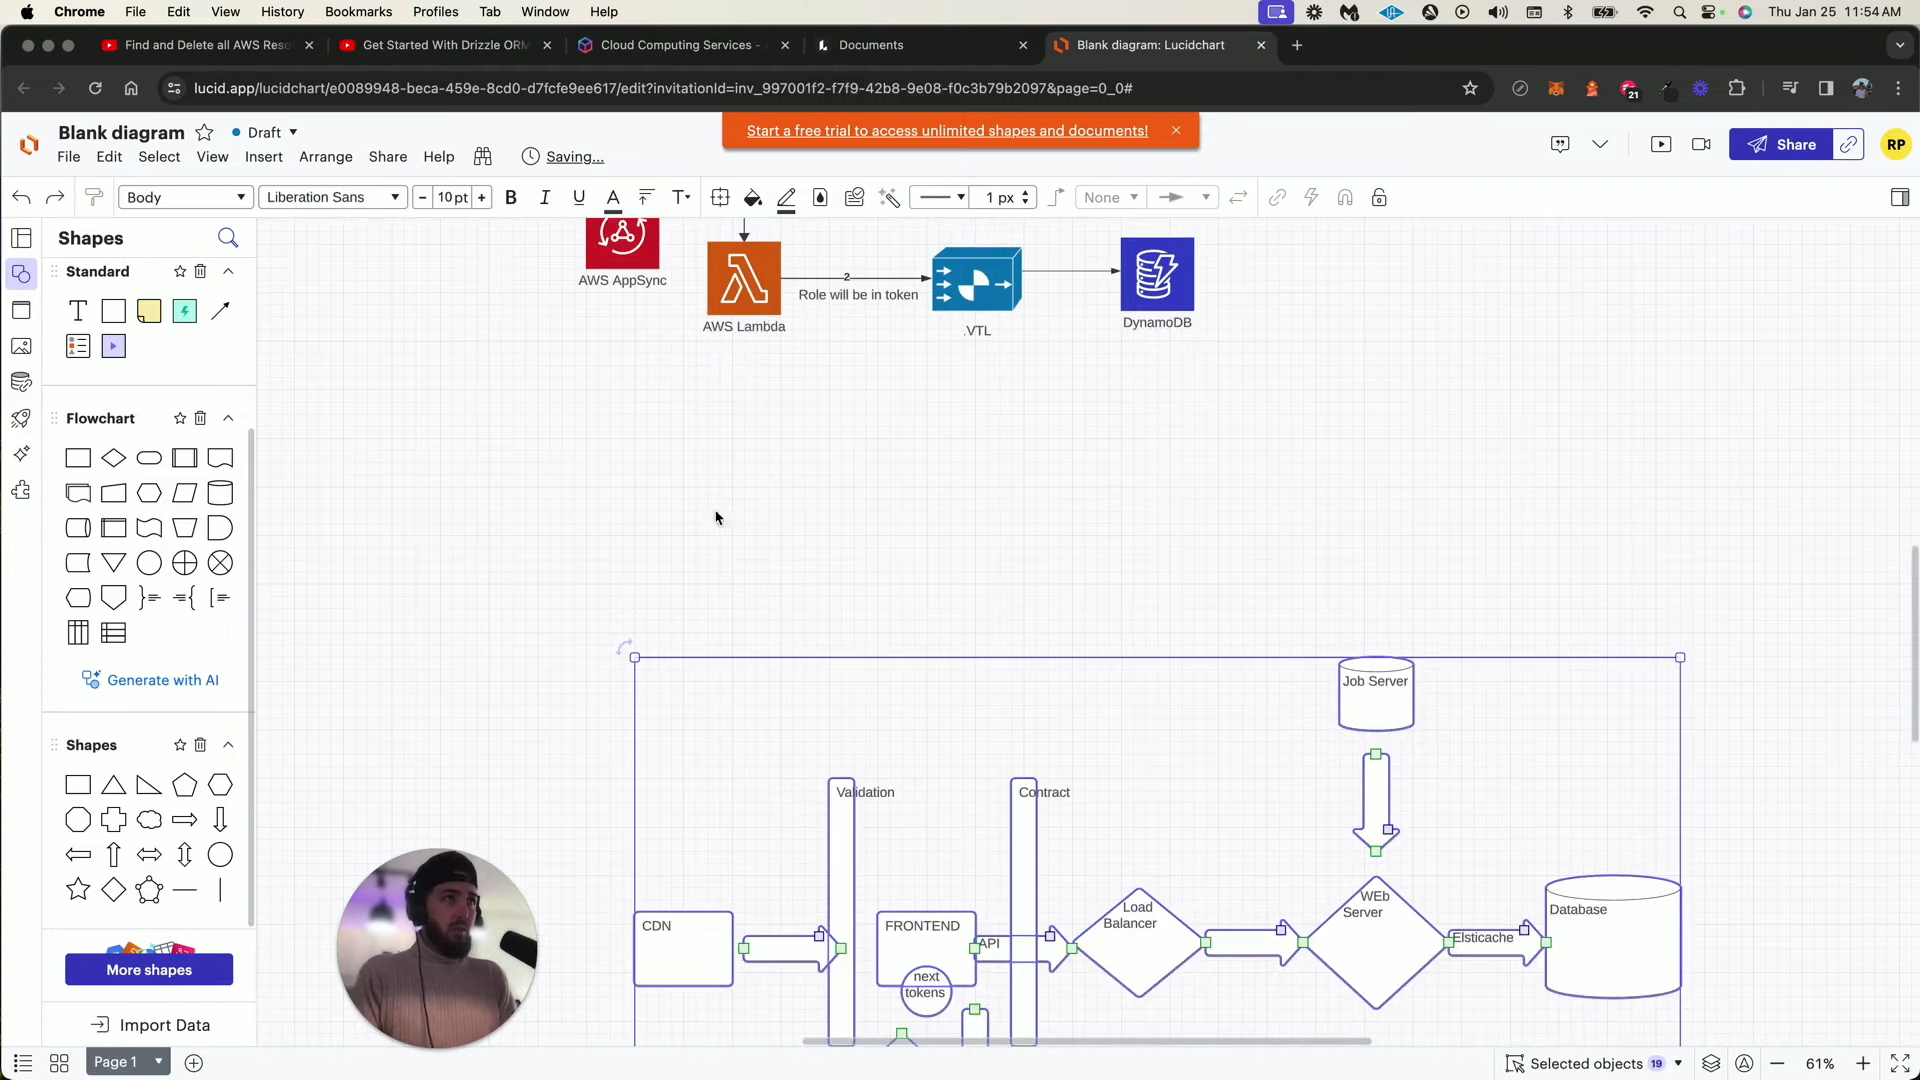 Chrome File Edit View History Bookmarks Profiles Tab Window Help Thu Jan 25 11:54 AM
Find and Delete all AWS Reso
Get Started With Drizzle ORM
Cloud Computing Services -
Documents
Blank diagram: Lucidchart
lucid.app/lucidchart/e0089948-beca-459e-8cd0-d7fcfe9ee617/edit?invitationId=inv_997001f2-f7f9-42b8-9e08-f0c3b79b2097&page=0_0#
21
Blank diagram Draft
Start a free trial to access unlimited shapes and documents!
Share
RP
File Edit Select View Insert Arrange Share Help Saving...
Body Liberation Sans 10 pt B I U A T 1 px None
Shapes
Standard
T
AWS AppSync
AWS Lambda
2
Role will be in token
.VTL
DynamoDB
Flowchart
Generate with AI
Shapes
More shapes
Import Data
Job Server
Validation
Contract
CDN
FRONTEND
next
tokens
API
Load
Balancer
WEb
Server
Elsticache
Database
Page 1
Selected objects 19
61%